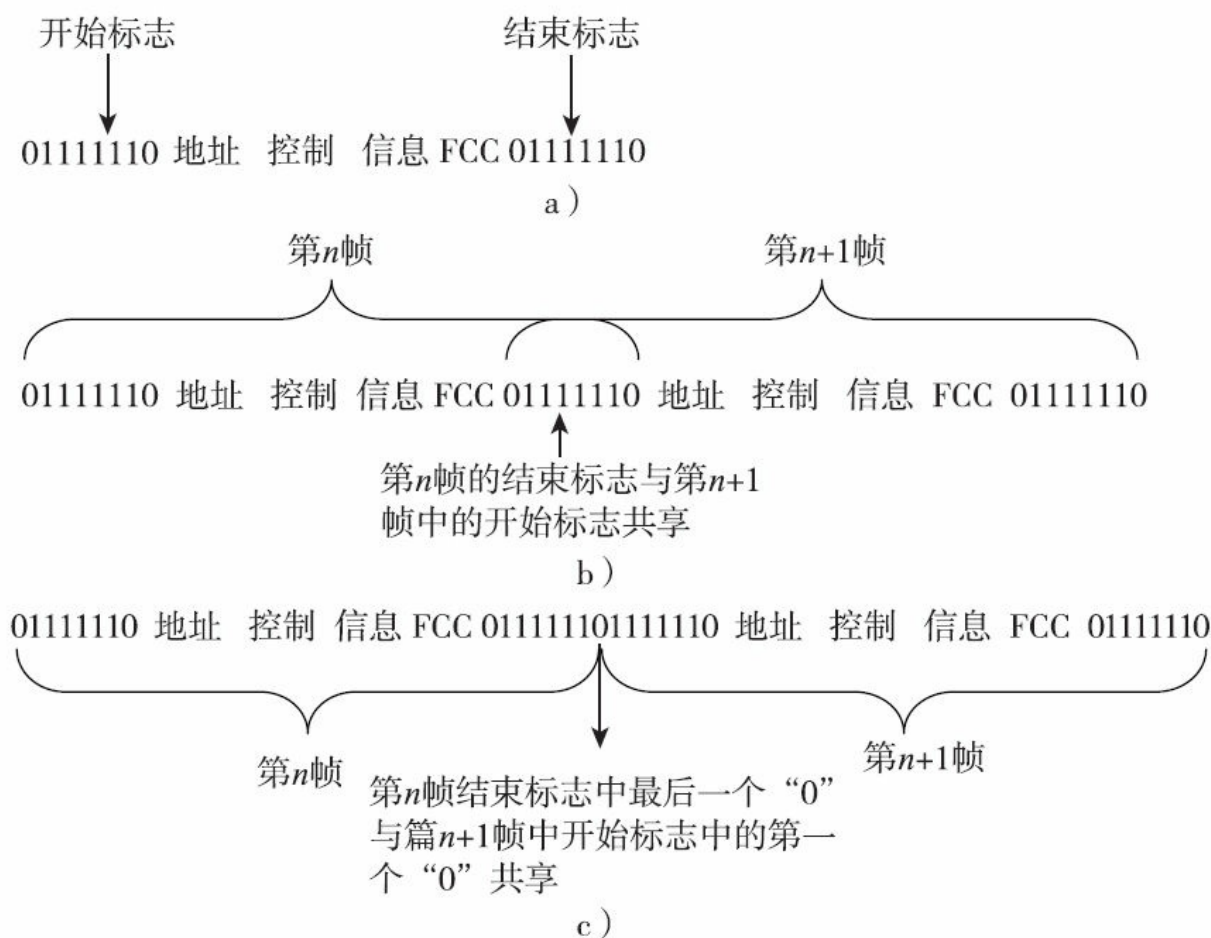 开始标志 结束标志
01111110 地址 控制 信息 FCC 01111110
a）
第n帧 第n+1帧
01111110 地址 控制 信息 FCC 01111110 地址 控制 信息 FCC 01111110
第n帧的结束标志与第n+1
帧中的开始标志共享
b）
01111110 地址 控制 信息 FCC 011111101111110 地址 控制 信息 FCC 01111110
第n帧 第n+1帧
第n帧结束标志中最后一个“0”
与篇n+1帧中开始标志中的第一
个“0”共享
c）